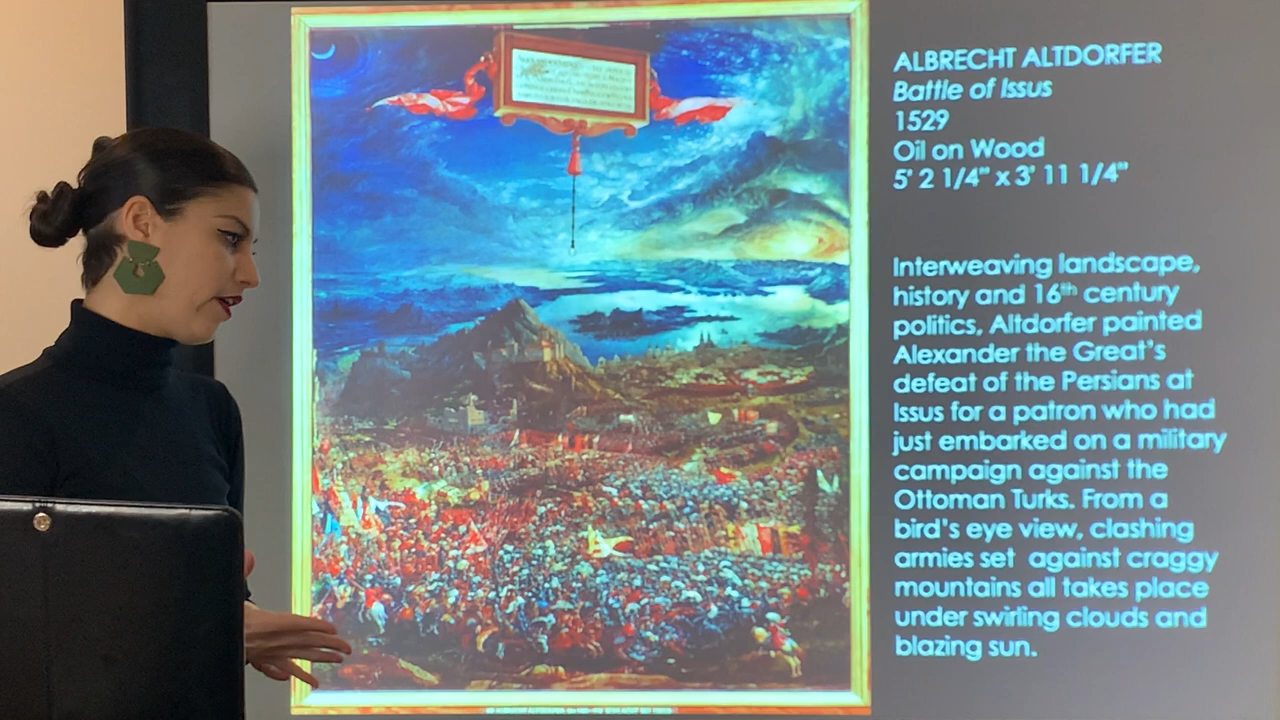 ALBRECHT ALTDORFER
Battle of Issus
1529
Oil on Wood
5' 2 1/4" x 3' 11 1/4"
Interweaving landscape,
history and 16th century
politics, Altdorfer painted
Alexander the Great's
defeat of the Persians at
Issus for a patron who had
just embarked on a military
campaign against the
Ottoman Turks. From a
bird's eye view, clashing
armies set  against craggy
mountains all takes place
under swirling clouds and
blazing sun.